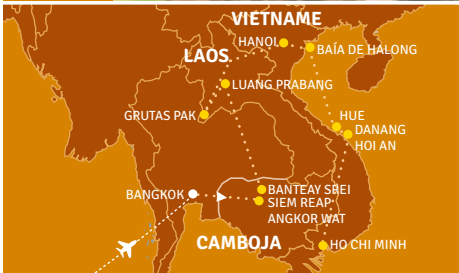 VIETNAME
HANOI
BAÍA DE HALONG
LAOS
LUANG PRABANG
GRUTAS PAK
HUE
DANANG
HOI AN
BANGKOK
BANTEAY SREI
SIEM REAP
ANGKOR WAT
CAMBOJA
HO CHI MINH